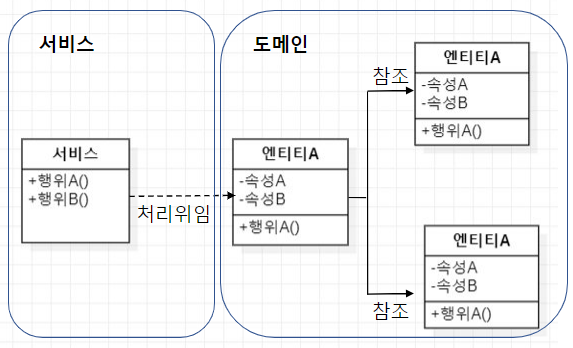 서비스
서비스
+행위A()
+행위B()
처리위임
도메인
엔티티A
-속성A
-속성B
+행위A()
참조
엔티티A
-속성A
-속성B
+행위A()
참조
엔티티A
-속성A
-속성B
+행위A()